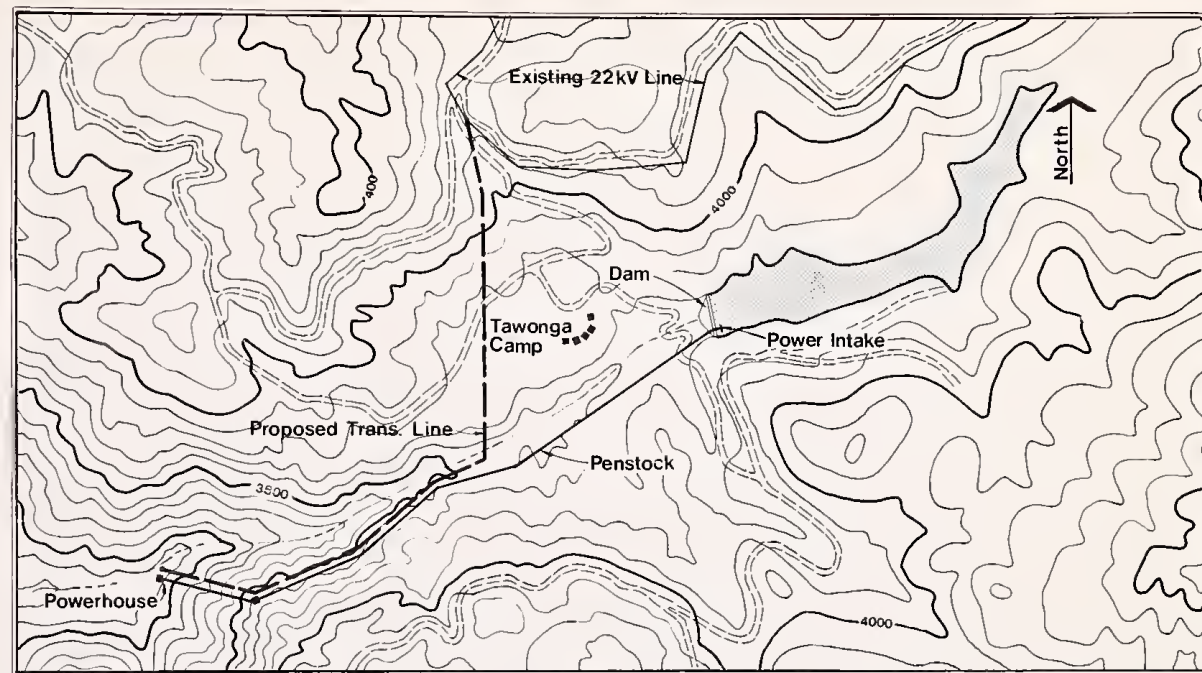 Existing 22kV Line
North
400
4000
Dam
Tawonga
Camp
Power Intake
Proposed Trans. Line
Penstock
3500
Powerhouse
4000